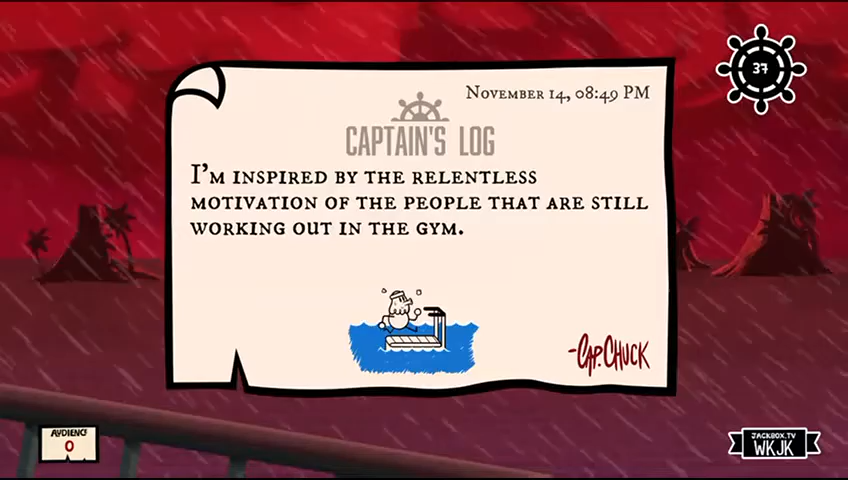 37
November 14, 08:49 PM
CAPTAIN'S LOG
I'm inspired by the relentless
motivation of the people that are still
working out in the gym.
-CAP. CHUCK
AUDIENCE
0
JACKBOX.TV
WKJK